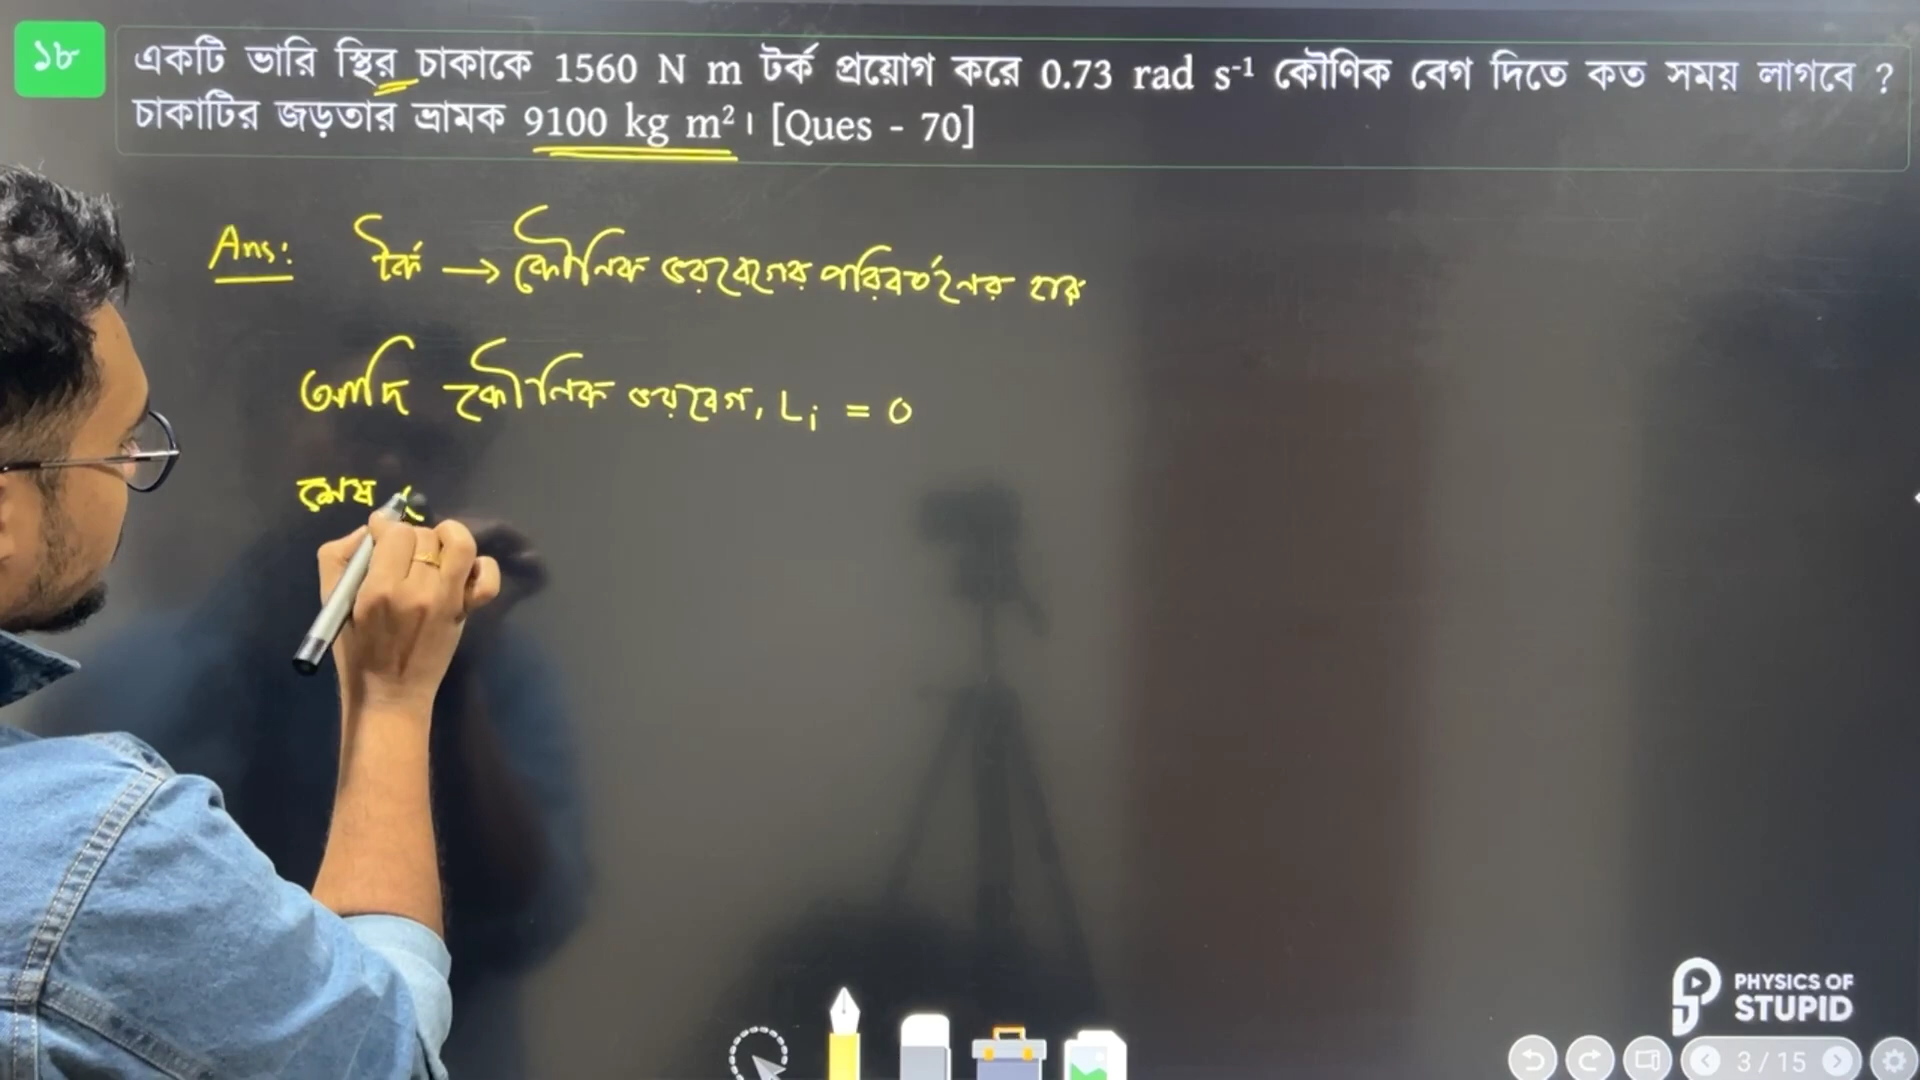 ১৮
একটি ভারি স্থির চাকাকে 1560 N m টর্ক প্রয়োগ করে 0.73 rad s⁻¹ কৌণিক বেগ দিতে কত সময় লাগবে ?
চাকাটির জড়তার ভ্রামক 9100 kg m²। [Ques - 70]
Ans: টর্ক → কৌনিক ভরবেগের পরিবর্তনের হার
আদি কৌনিক ভরবেগ, Li = 0
শেষ
PHYSICS OF
STUPID
3 / 15